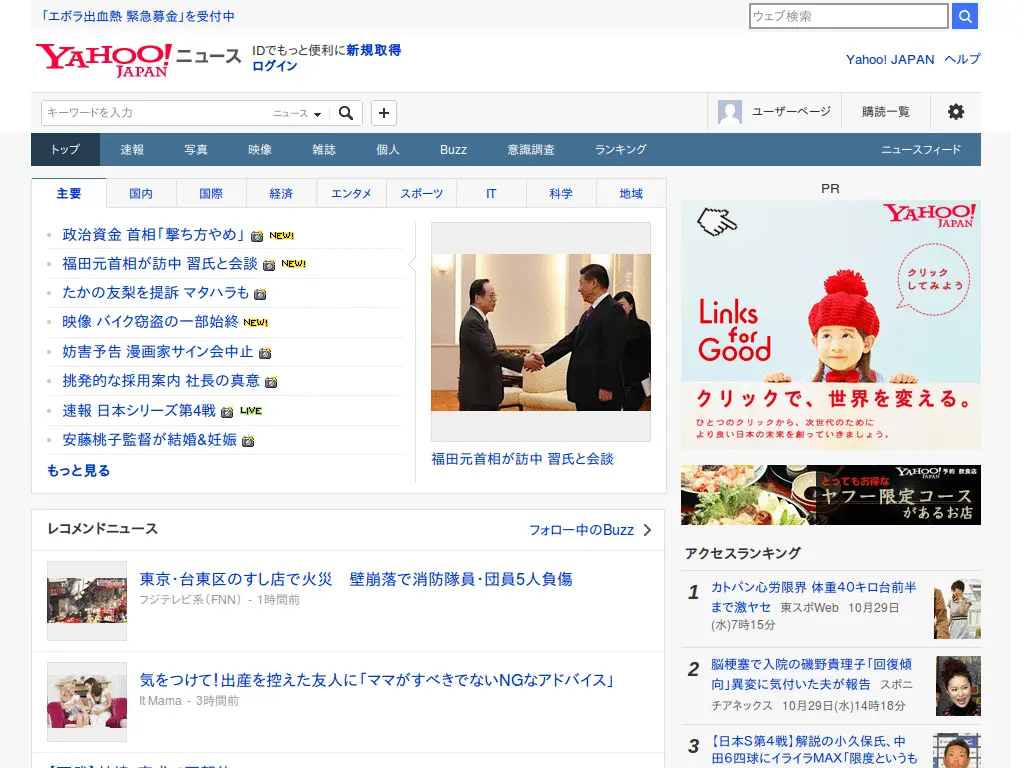 「エボラ出血熱 緊急募金」を受付中
ウェブ検索
YAHOO! JAPAN ニュース
IDでもっと便利に新規取得
ログイン
Yahoo! JAPAN ヘルプ
キーワードを入力
ニュース
ユーザーページ
購読一覧
トップ 速報 写真 映像 雑誌 個人 Buzz 意識調査 ランキング ニュースフィード
主要 国内 国際 経済 エンタメ スポーツ IT 科学 地域
政治資金 首相「撃ち方やめ」 NEW!
福田元首相が訪中 習氏と会談 NEW!
たかの友梨を提訴 マタハラも
映像 バイク窃盗の一部始終 NEW!
妨害予告 漫画家サイン会中止
挑発的な採用案内 社長の真意
速報 日本シリーズ第4戦 LIVE
安藤桃子監督が結婚&妊娠
もっと見る
福田元首相が訪中 習氏と会談
レコメンドニュース
フォロー中のBuzz
東京・台東区のすし店で火災 壁崩落で消防隊員・団員5人負傷
フジテレビ系(FNN) - 1時間前
気をつけて!出産を控えた友人に「ママがすべきでないNGなアドバイス」
It Mama - 3時間前
PR
YAHOO!
JAPAN
クリック
してみよう
Links
for
Good
クリックで、世界を変える。
ひとつのクリックから、次世代のために
より良い日本の未来を創っていきましょう。
YAHOO! JAPAN 予約 飲食店
とってもお得な
ヤフー限定コース
があるお店
アクセスランキング
1
カトパン心労限界 体重40キロ台前半
まで激ヤセ 東スポWeb 10月29日
(水)7時15分
2
脳梗塞で入院の磯野貴理子「回復傾
向」異変に気付いた夫が報告 スポニ
チアネックス 10月29日(水)14時18分
3
【日本S第4戦】解説の小久保氏、中
田6四球にイライラMAX「限度というも